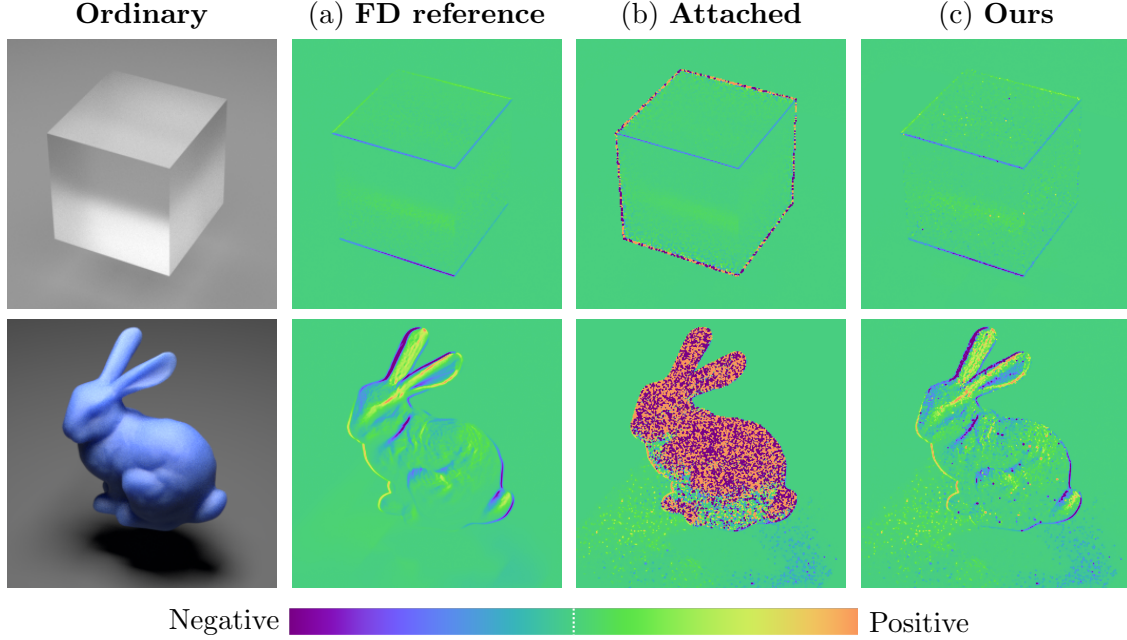 Ordinary
(a) FD reference
(b) Attached
(c) Ours
Negative
Positive